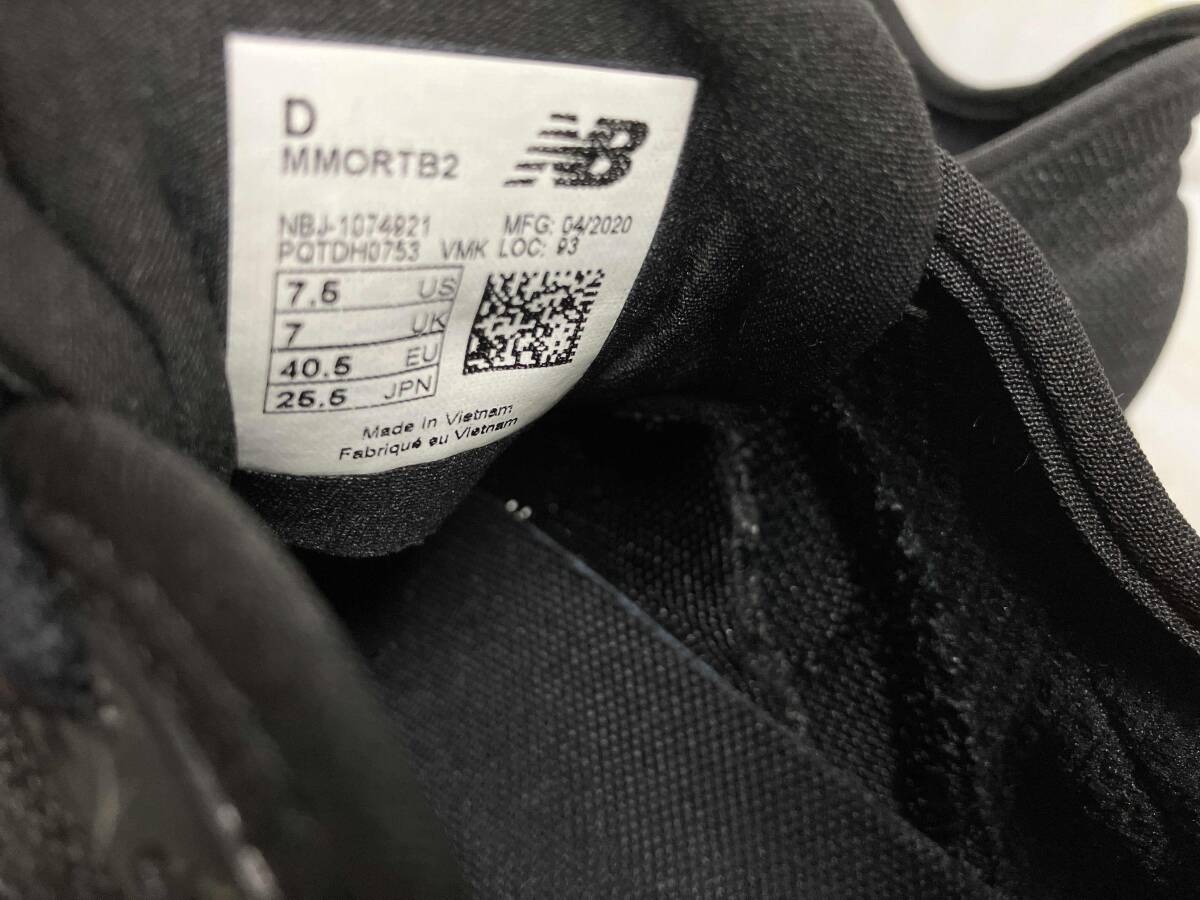 D
MMORTB2
NB
NBJ-1074921 MFG: 04/2020
PQTDH0753 VMK LOC: 93
7.5 US
7 UK
40.5 EU
25.5 JPN
Made in Vietnam
Fabriqué au Vietnam